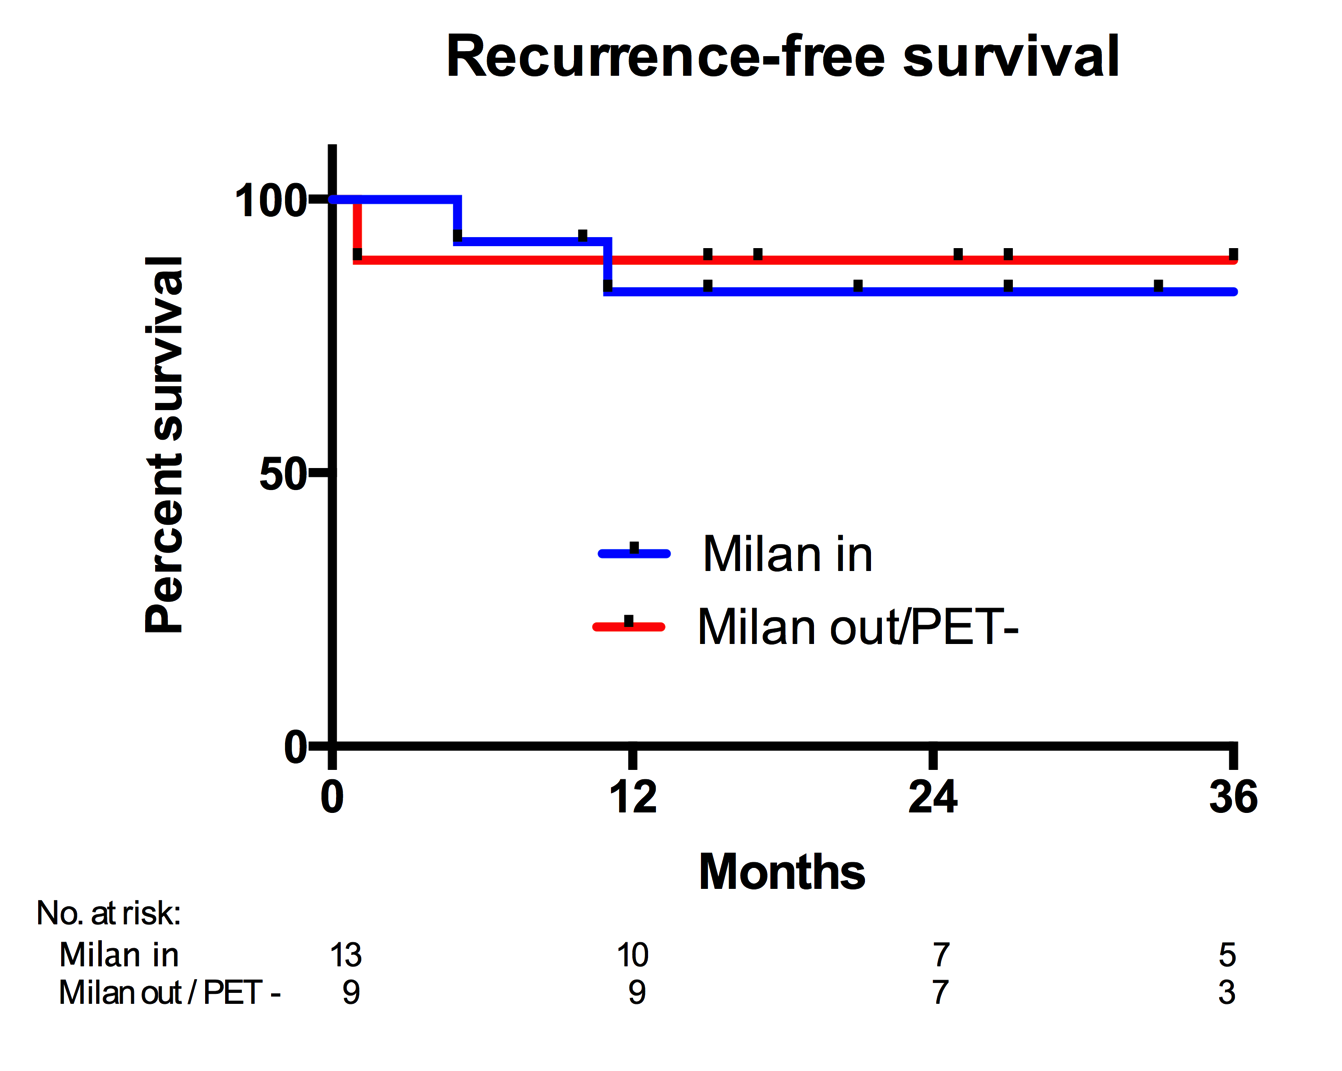 Recurrence-free survival
Percent survival
100
50
0
Milan in
Milan out/PET-
0 12 24 36
Months
No. at risk:
Milan in 13 10 7 5
Milan out / PET - 9 9 7 3